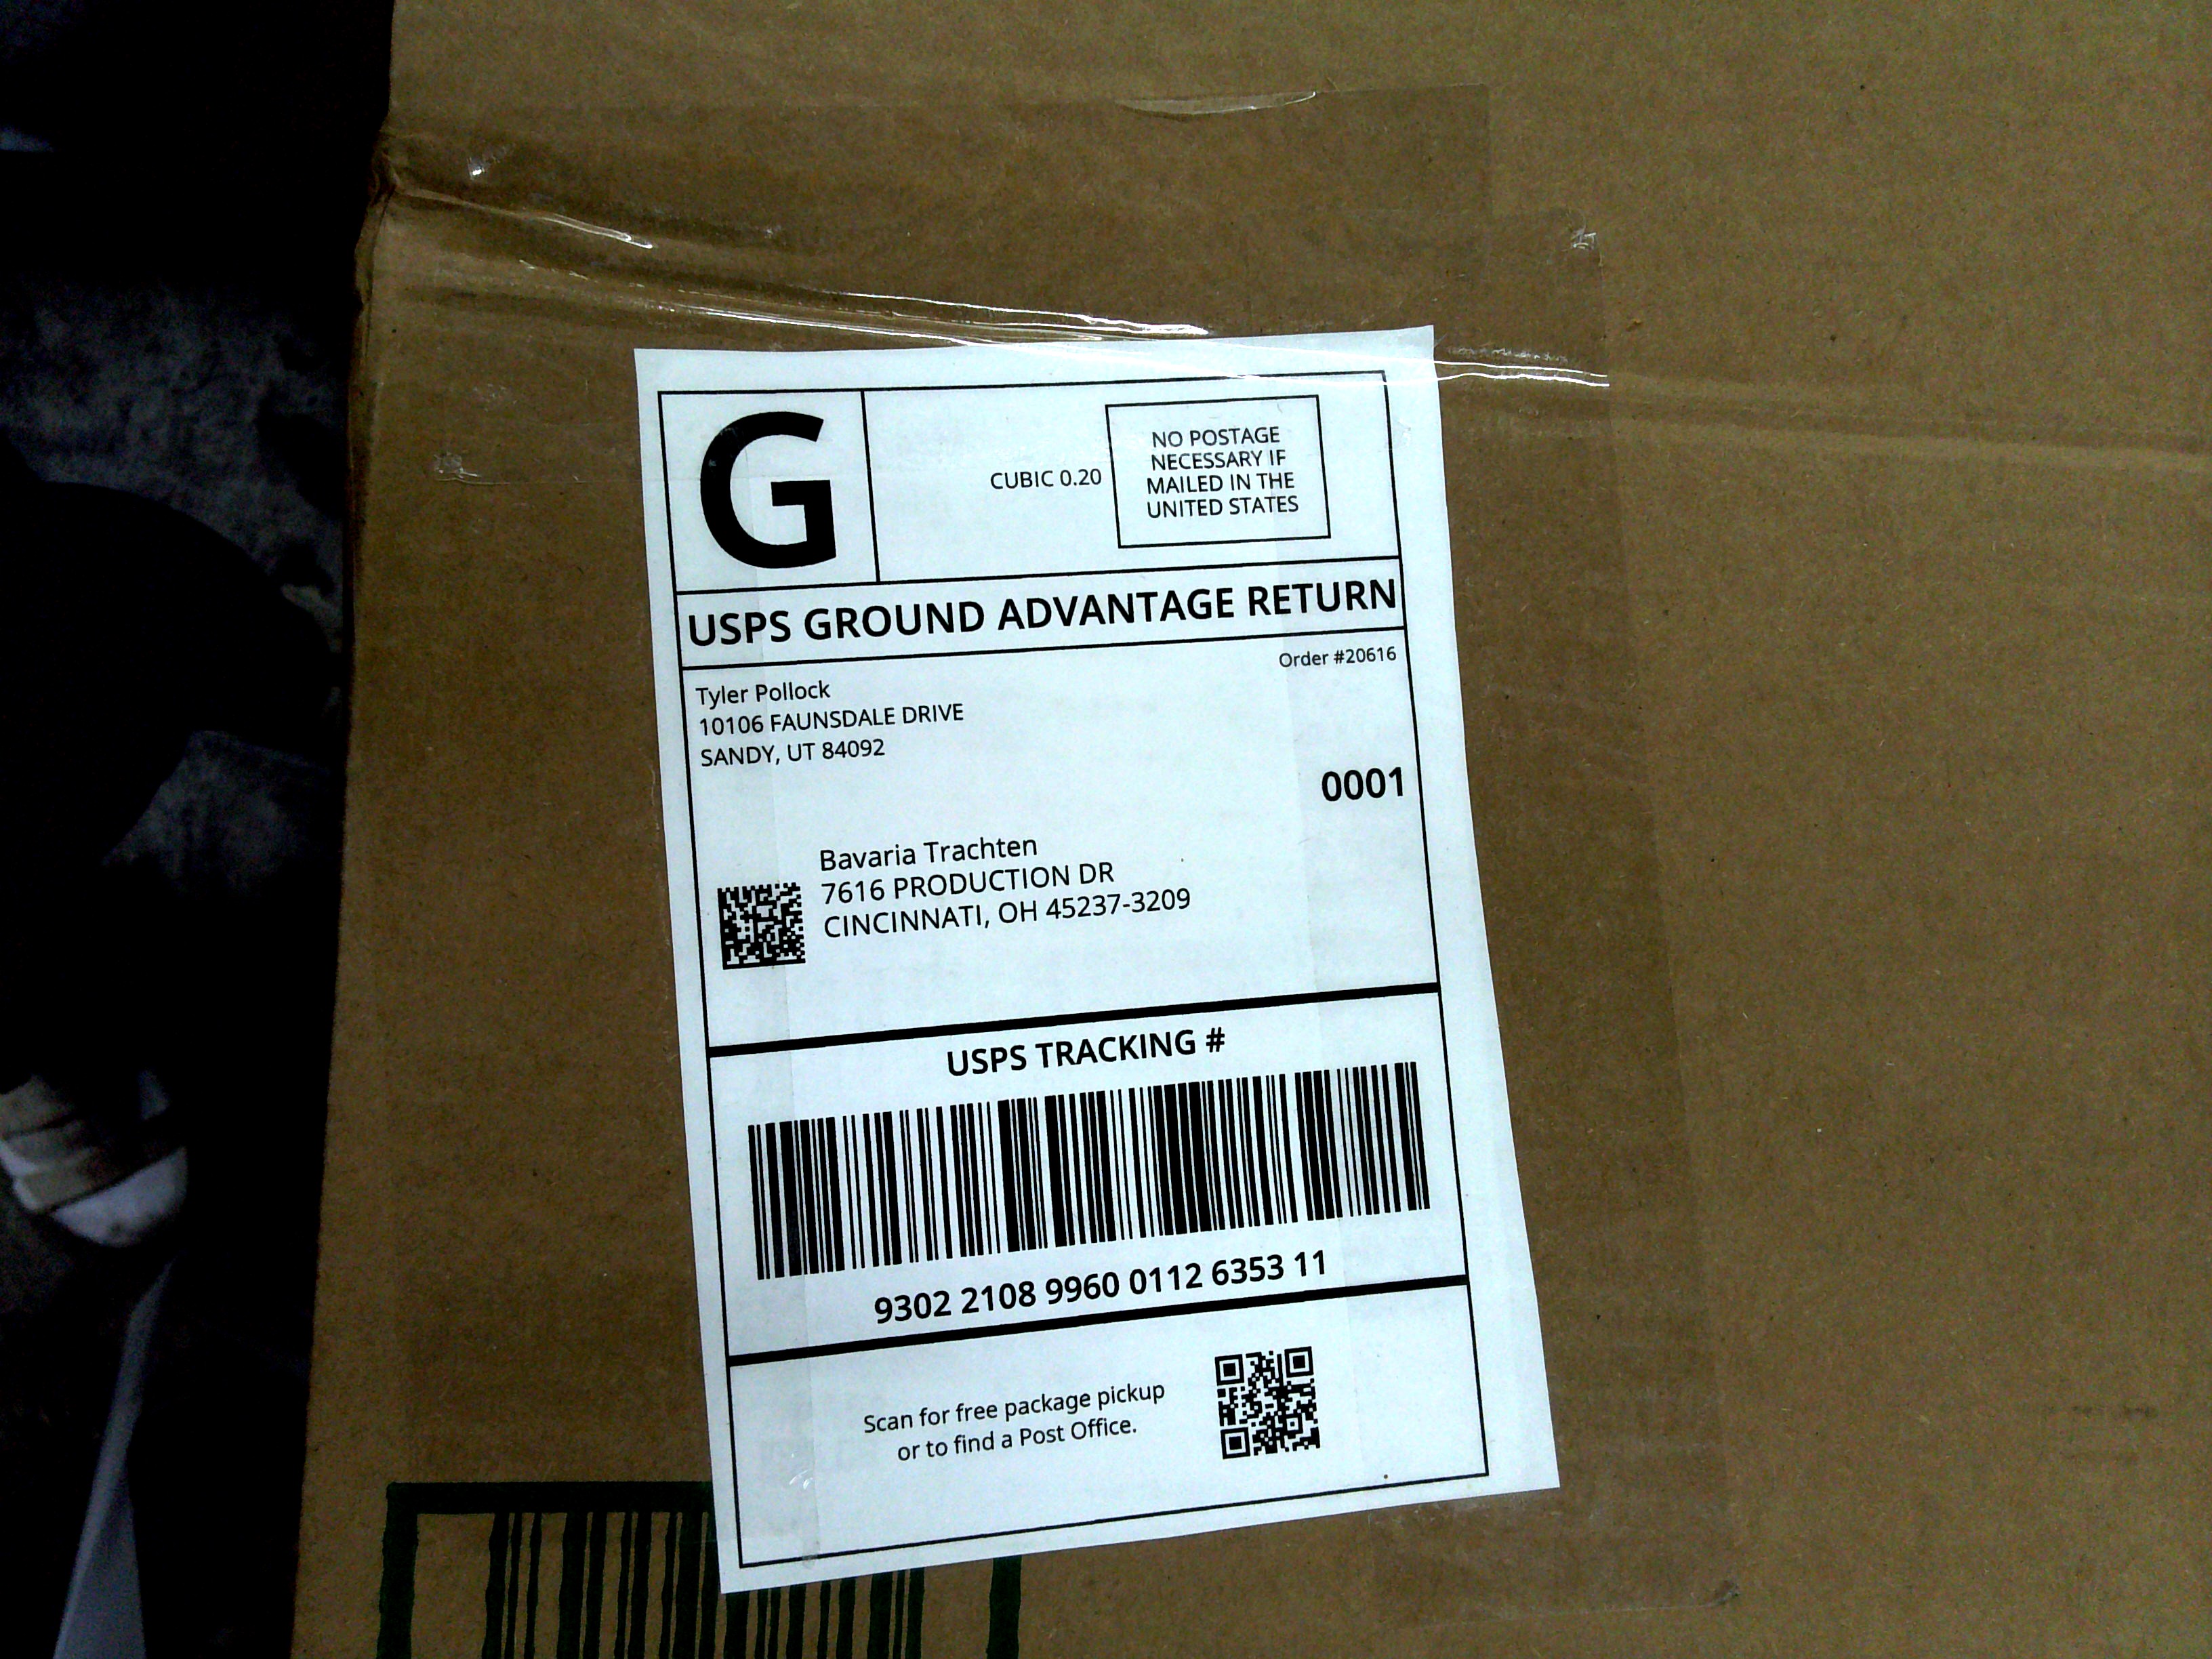 G
CUBIC 0.20
NO POSTAGE
NECESSARY IF
MAILED IN THE
UNITED STATES
USPS GROUND ADVANTAGE RETURN
Order #20616
Tyler Pollock
10106 FAUNSDALE DRIVE
SANDY, UT 84092
0001
Bavaria Trachten
7616 PRODUCTION DR
CINCINNATI, OH 45237-3209
USPS TRACKING #
9302 2108 9960 0112 6353 11
Scan for free package pickup
or to find a Post Office.